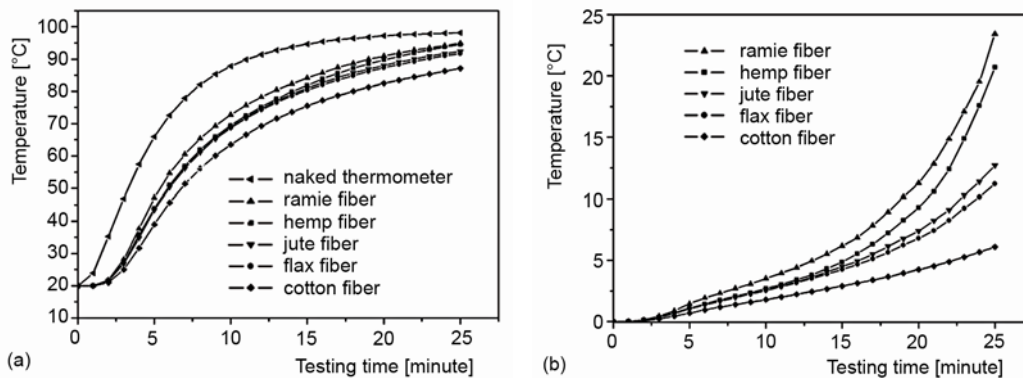 Temperature [°C]
100
90
80
70
60
50
40
30
20
10
naked thermometer
ramie fiber
hemp fiber
jute fiber
flax fiber
cotton fiber
0
5
10
15
20
25
(a)
Testing time [minute]
Temperature [°C]
25
20
15
10
5
0
ramie fiber
hemp fiber
jute fiber
flax fiber
cotton fiber
0
5
10
15
20
25
(b)
Testing time [minute]